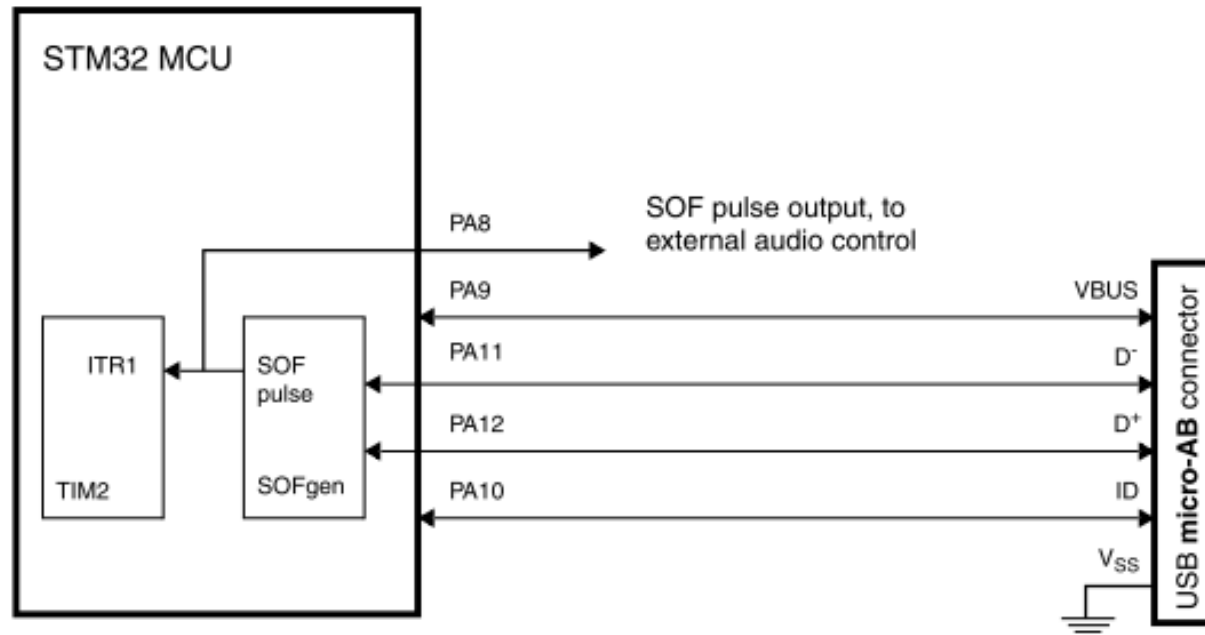 STM32 MCU
SOF pulse output, to
external audio control
PA8
PA9
VBUS
ITR1
SOF
pulse
PA11
D⁻
PA12
D⁺
TIM2
SOFgen
PA10
ID
VSS
USB micro-AB connector